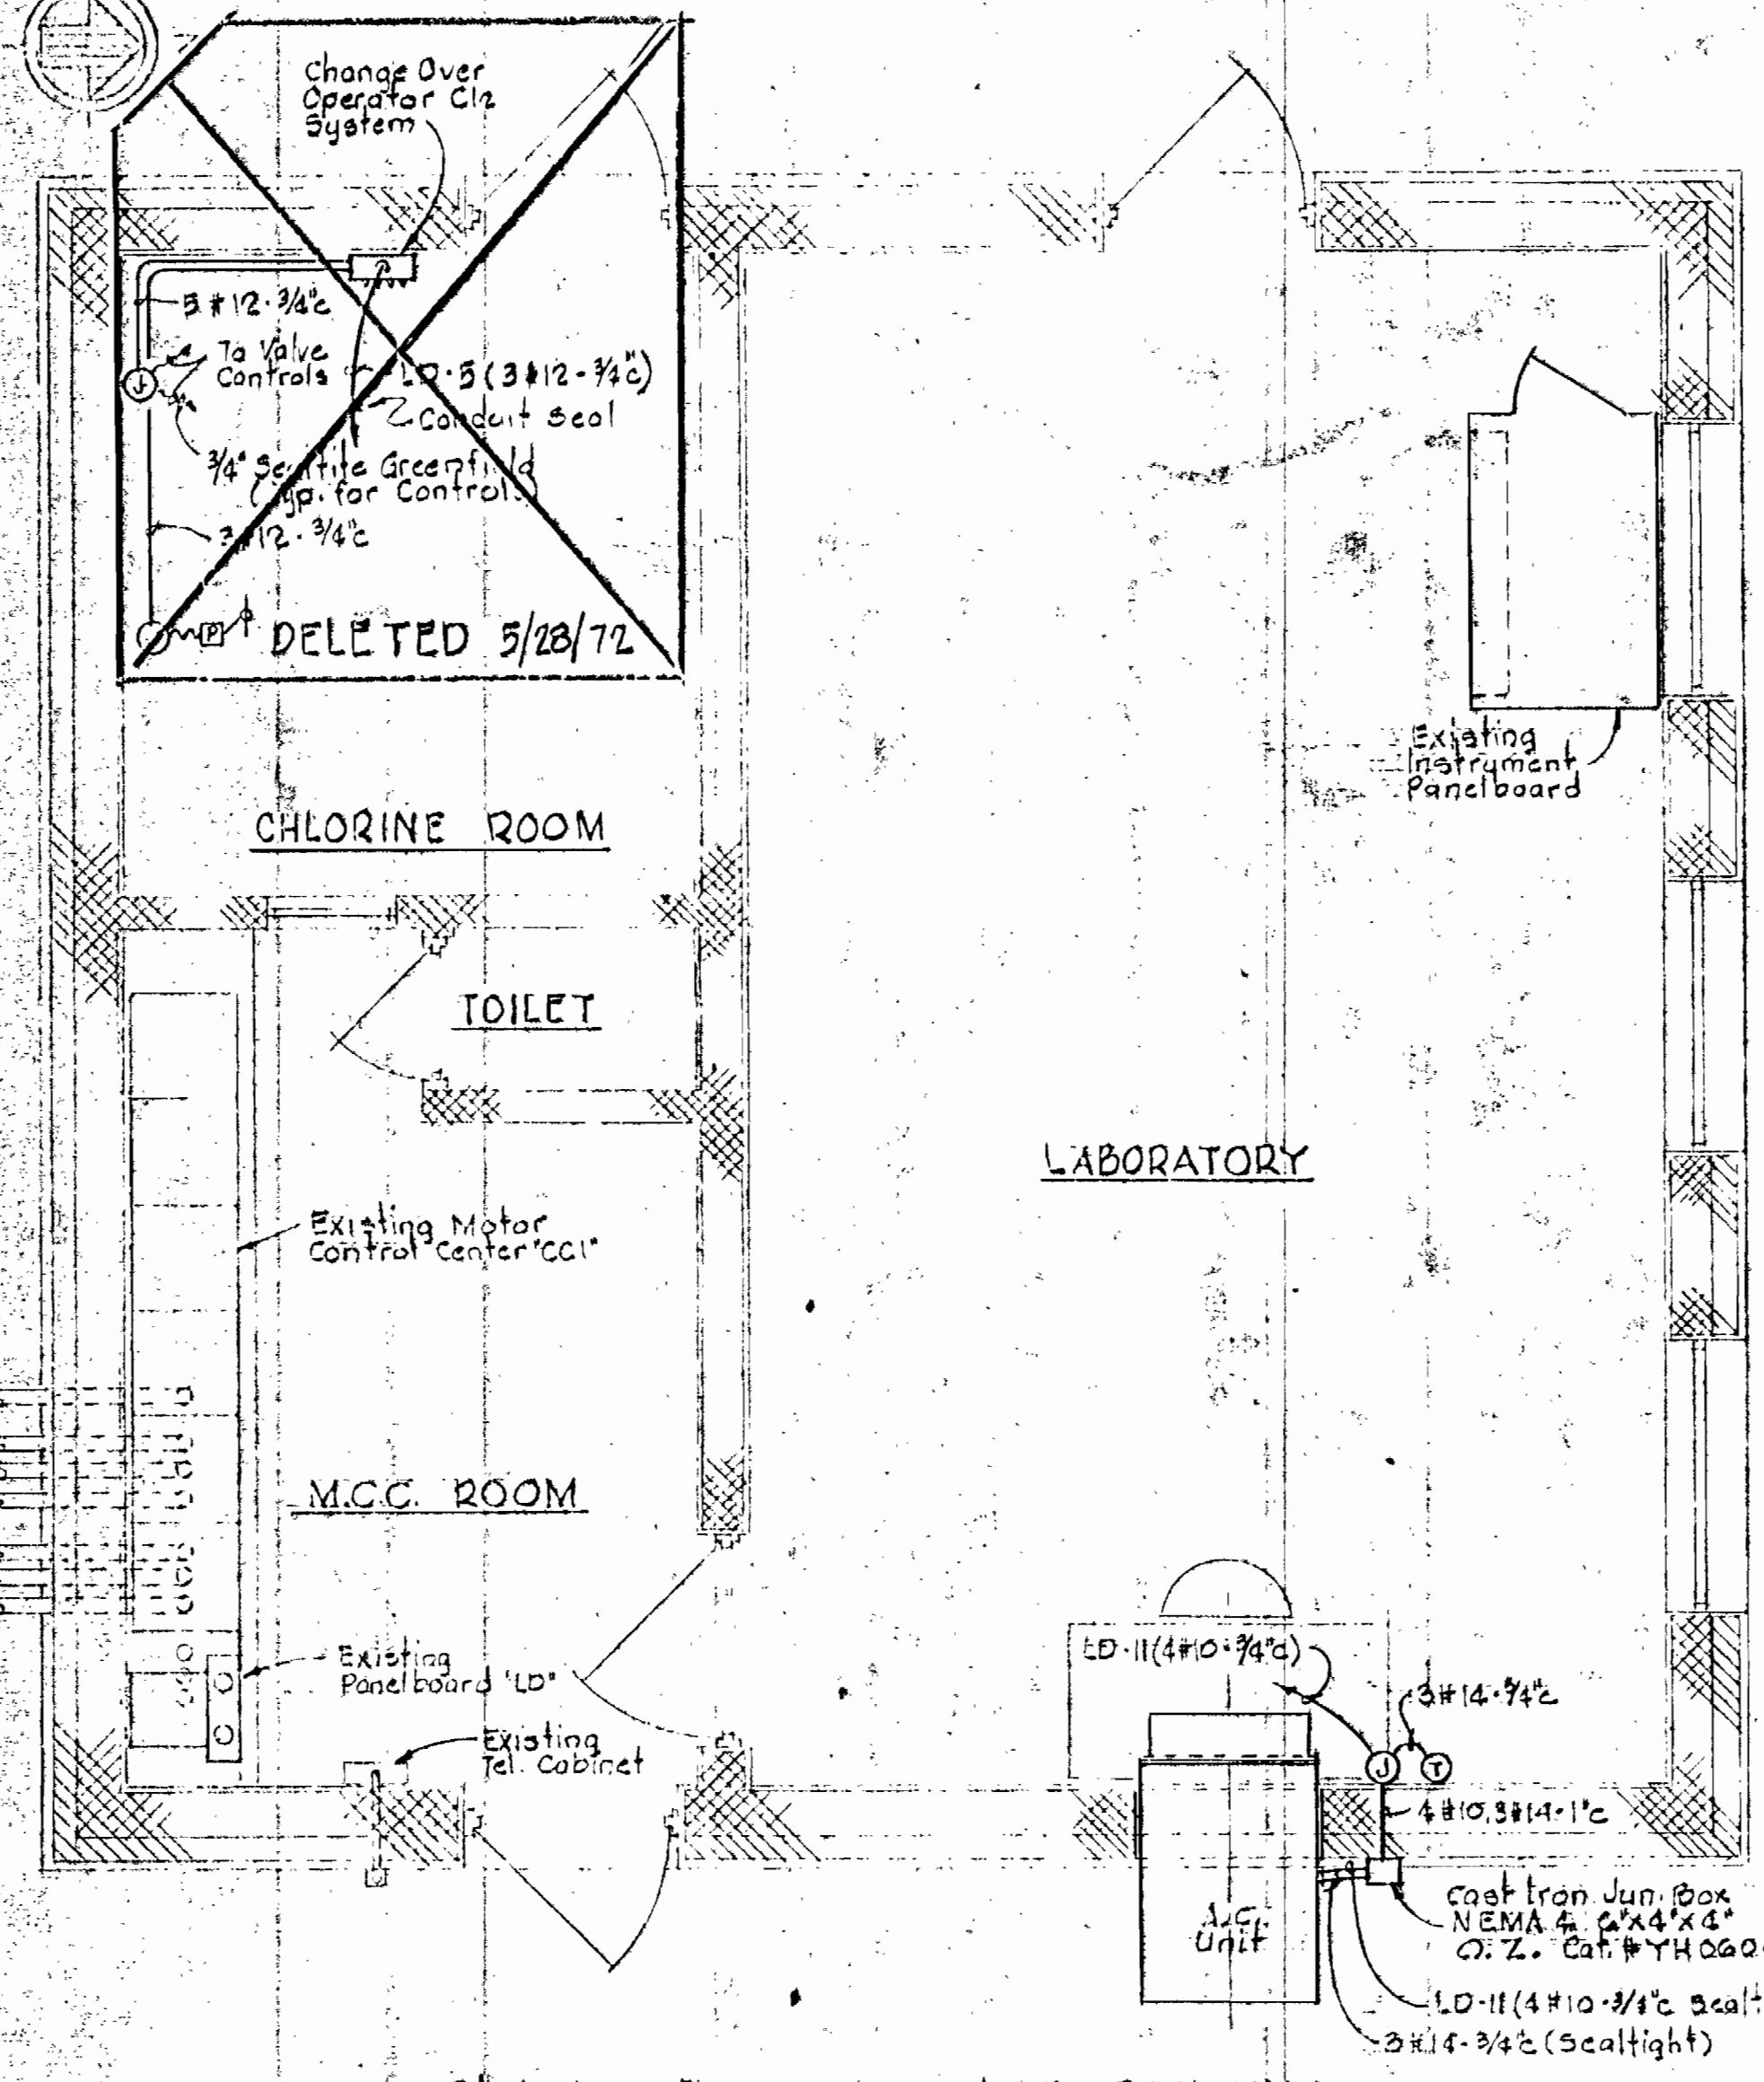 Change Over
Operator Cl2
System
5 #12-3/4"c
To Valve
Controls
J
LD-5 (3#12-3/4"c)
Conduit Seal
3/4" Sealtite Greenfield
(Typ. for Controls)
3#12-3/4"c
P
DELETED 5/28/72
Existing
Instrument
Panelboard
CHLORINE ROOM
TOILET
LABORATORY
Existing Motor
Control Center "CC1"
M.C.C. ROOM
Existing
Panelboard "LD"
Existing
Tel. Cabinet
LD-11(4#10-3/4"c)
3#14-3/4"c
J
T
4#10,3#14-1"c
A.C.
Unit
Cast Iron Jun. Box
NEMA 4
O.Z. Cat.#YH060
LD-11(4#10-3/4"c Sealt
3#14-3/4"c (Sealtight)